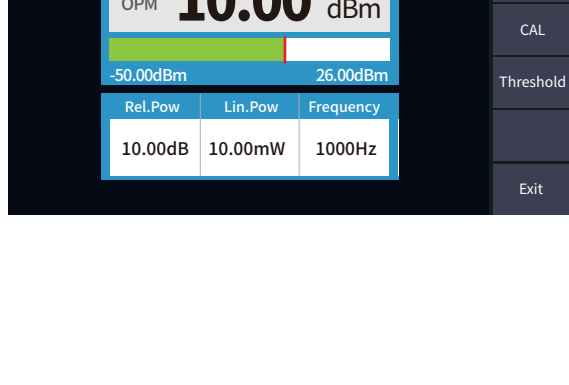 OPM 10.00 dBm
CAL
-50.00dBm 26.00dBm
Threshold
Rel.Pow Lin.Pow Frequency
10.00dB 10.00mW 1000Hz
Exit